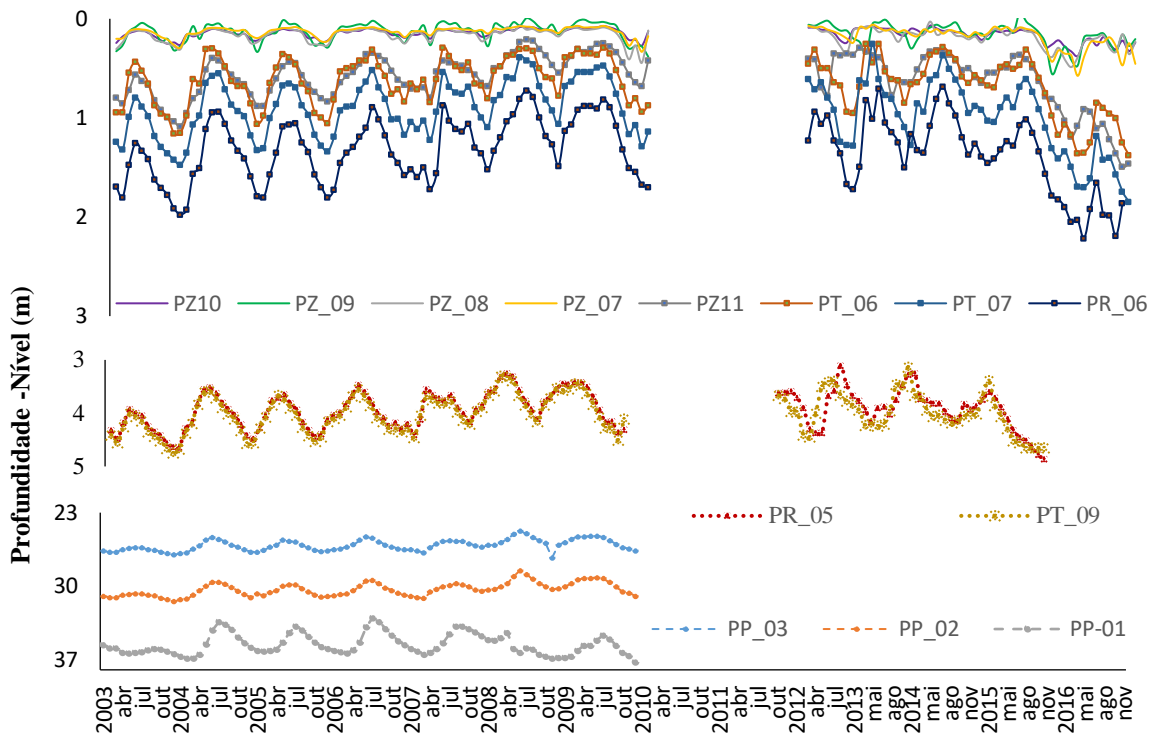 0
1
2
3
PZ10 PZ_09 PZ_08 PZ_07 PZ11 PT_06 PT_07 PR_06
Profundidade -Nível (m)
3
4
5
23
30
37
PR_05 PT_09
PP_03 PP_02 PP-01
2003 abr jul out 2004 abr jul out 2005 abr jul out 2006 abr jul out 2007 abr jul out 2008 abr jul out 2009 abr jul out 2010 abr jul out 2011 abr jul out 2012 abr jul 2013 mai ago 2014 mai ago nov 2015 mai ago nov 2016 mai ago nov